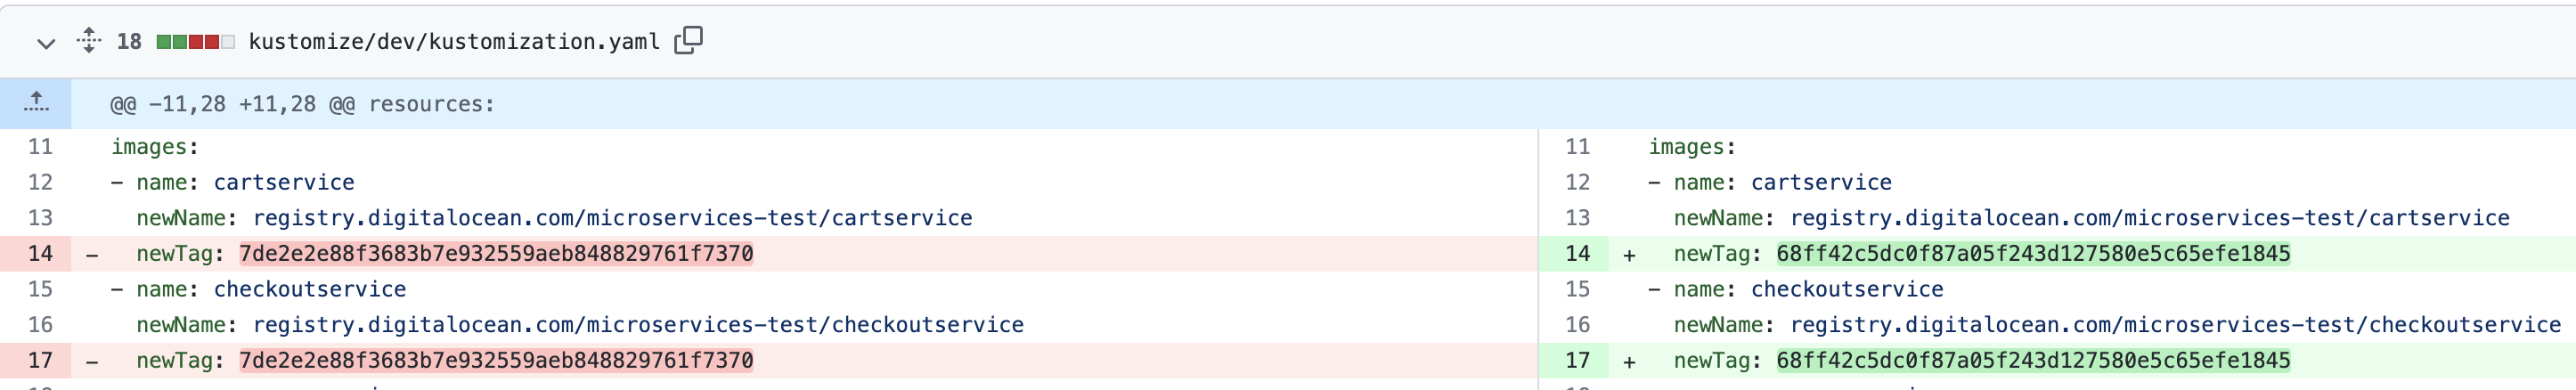 18 kustomize/dev/kustomization.yaml
@@ -11,28 +11,28 @@ resources:
11 images:
12 - name: cartservice
13 newName: registry.digitalocean.com/microservices-test/cartservice
14 - newTag: 7de2e2e88f3683b7e932559aeb848829761f7370
15 - name: checkoutservice
16 newName: registry.digitalocean.com/microservices-test/checkoutservice
17 - newTag: 7de2e2e88f3683b7e932559aeb848829761f7370
11 images:
12 - name: cartservice
13 newName: registry.digitalocean.com/microservices-test/cartservice
14 + newTag: 68ff42c5dc0f87a05f243d127580e5c65efe1845
15 - name: checkoutservice
16 newName: registry.digitalocean.com/microservices-test/checkoutservice
17 + newTag: 68ff42c5dc0f87a05f243d127580e5c65efe1845